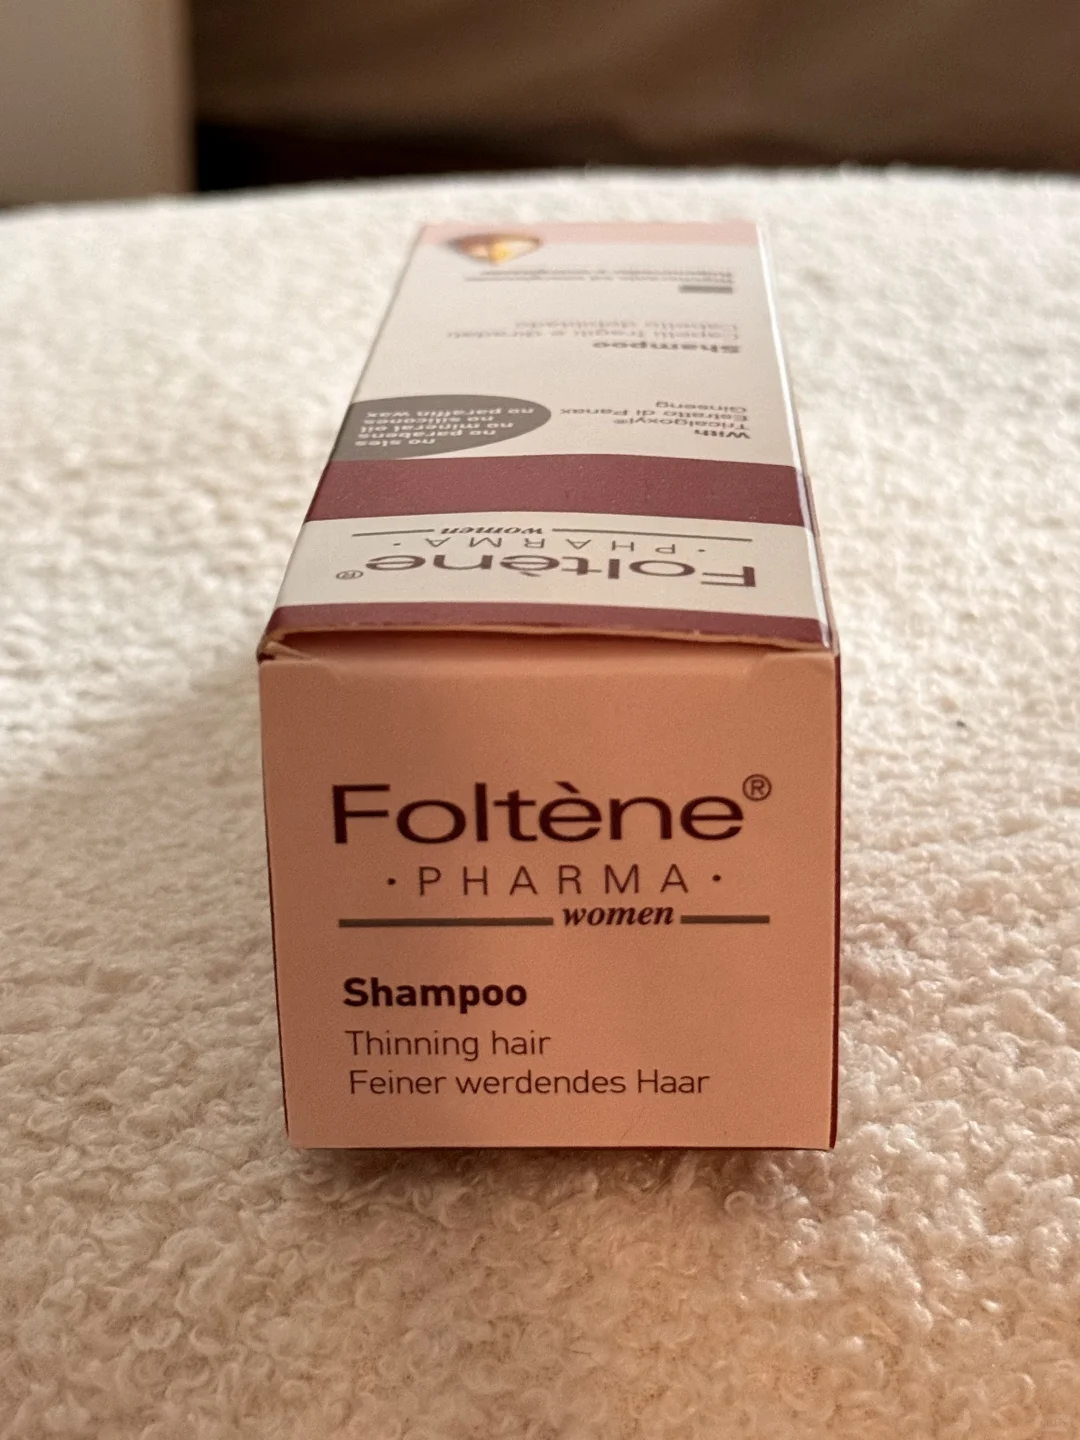 Foltène®
· PHARMA ·
women
Shampoo
Thinning hair
Feiner werdendes Haar
Foltène®
· PHARMA ·
women
With
Tricalgoxyl®
Estratto di Panax
Ginseng
no sles
no parabens
no mineral oil
no silicones
no paraffin wax
Shampoo
Capelli fragili e diradati
Cabello debilitado